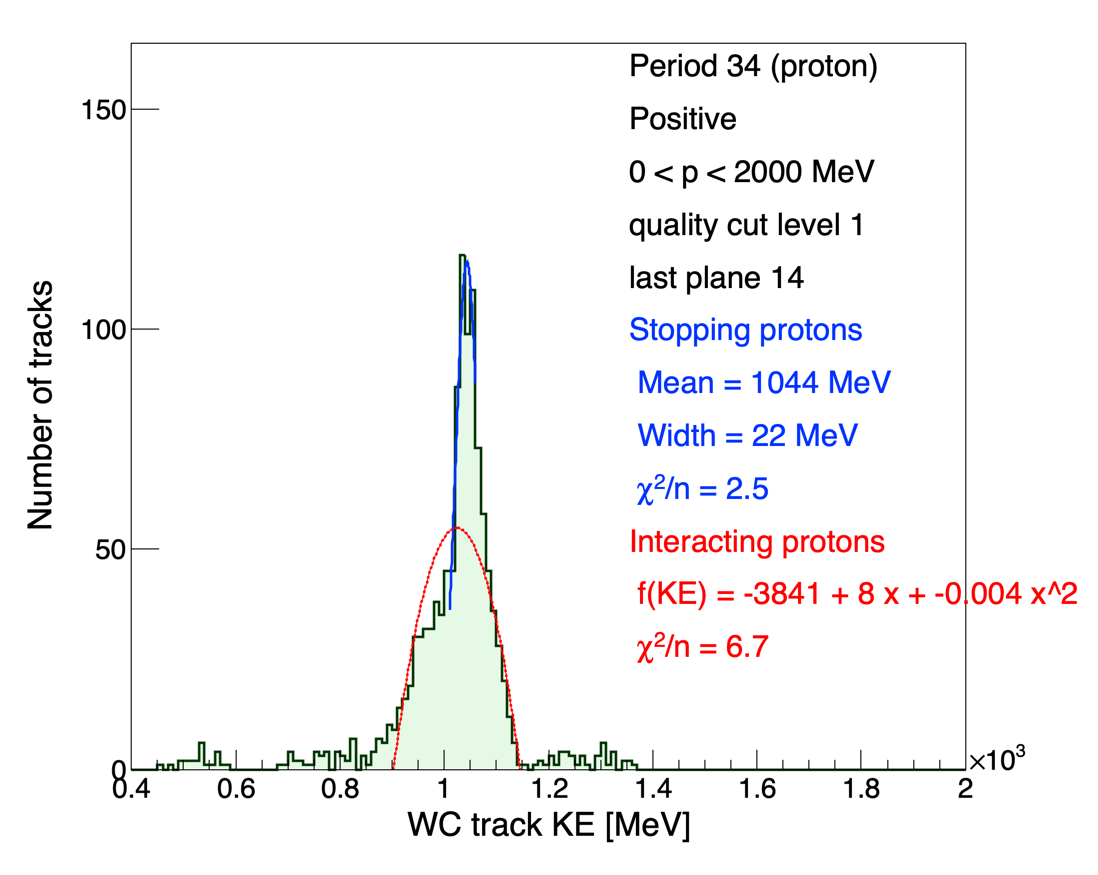 Period 34 (proton)
Positive
0 < p < 2000 MeV
quality cut level 1
last plane 14
Stopping protons
Mean = 1044 MeV
Width = 22 MeV
χ²/n = 2.5
Interacting protons
f(KE) = -3841 + 8 x + -0.004 x^2
χ²/n = 6.7
Number of tracks
150
100
50
0
0.4 0.6 0.8 1 1.2 1.4 1.6 1.8 2
×10³
WC track KE [MeV]